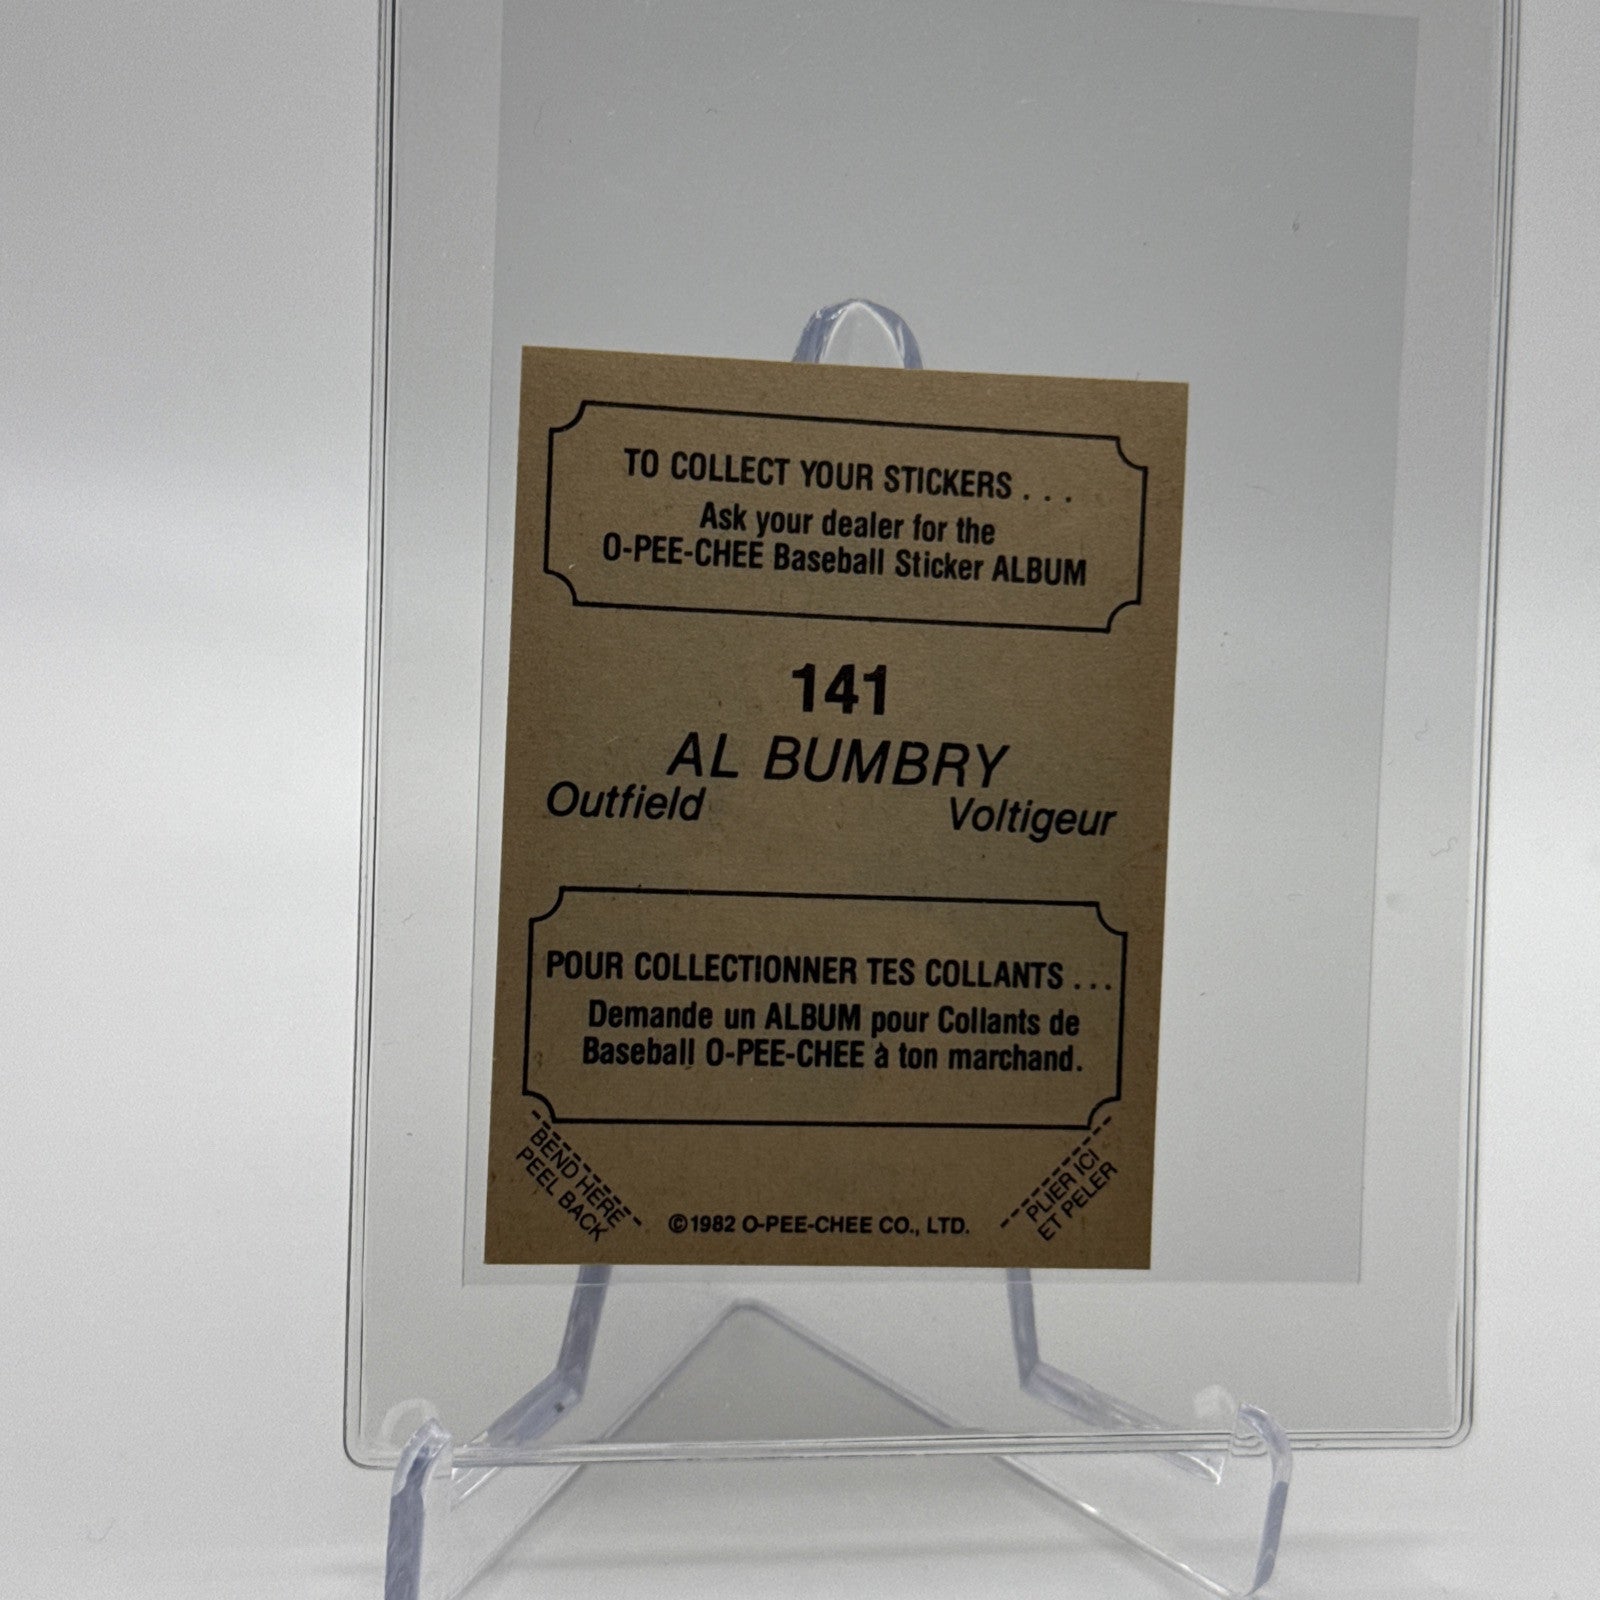 TO COLLECT YOUR STICKERS . . .
Ask your dealer for the
O-PEE-CHEE Baseball Sticker ALBUM
141
AL BUMBRY
Outfield Voltigeur
POUR COLLECTIONNER TES COLLANTS . . .
Demande un ALBUM pour Collants de
Baseball O-PEE-CHEE à ton marchand.
BEND HERE
PEEL BACK
©1982 O-PEE-CHEE CO., LTD.
PLIER ICI
ET PELER